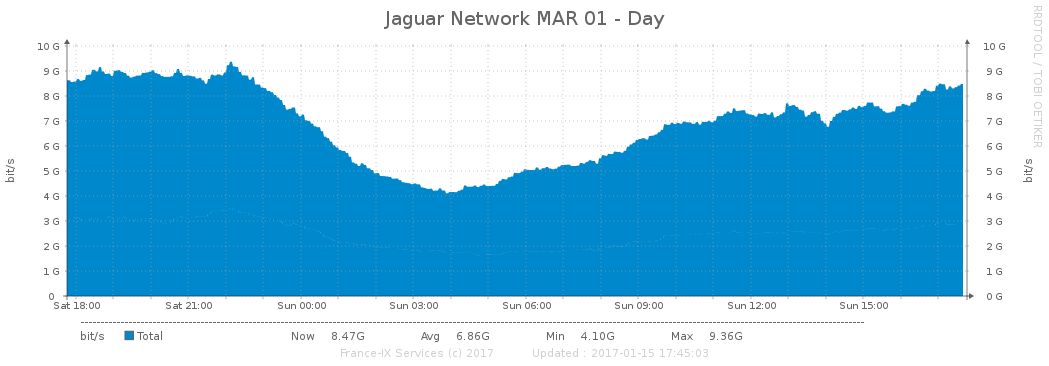 Jaguar Network MAR 01 - Day
RRDTOOL / TOBI OETIKER
10 G 10 G
9 G 9 G
8 G 8 G
7 G 7 G
6 G 6 G
5 G 5 G
4 G 4 G
3 G 3 G
2 G 2 G
1 G 1 G
0 0 G
bit/s
bit/s
Sat 18:00 Sat 21:00 Sun 00:00 Sun 03:00 Sun 06:00 Sun 09:00 Sun 12:00 Sun 15:00
bit/s Total Now 8.47G Avg 6.86G Min 4.10G Max 9.36G
France-IX Services (c) 2017 Updated : 2017-01-15 17:45:03